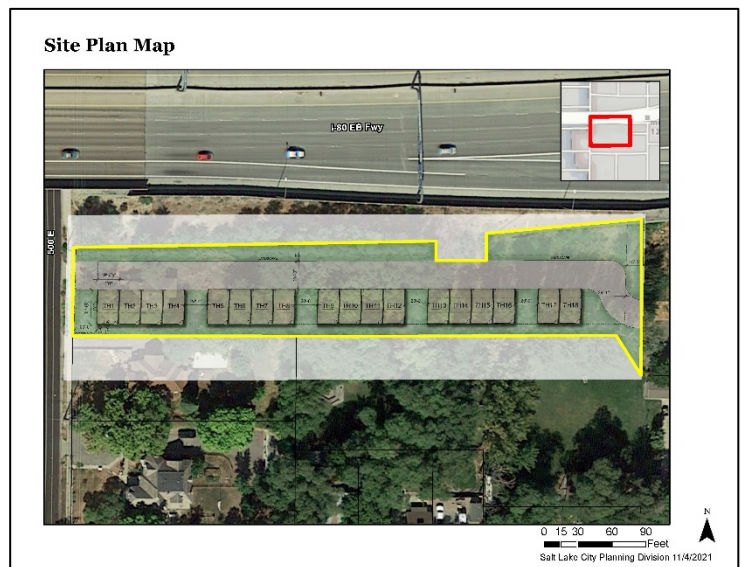 Site Plan Map
I-80 EB Fwy
500 E
TH1 TH2 TH3 TH4 TH5 TH6 TH7 TH8 TH9 TH10 TH11 TH12 TH13 TH14 TH15 TH16 TH17 TH18
N
0 15 30 60 90
Feet
Salt Lake City Planning Division 11/4/2021